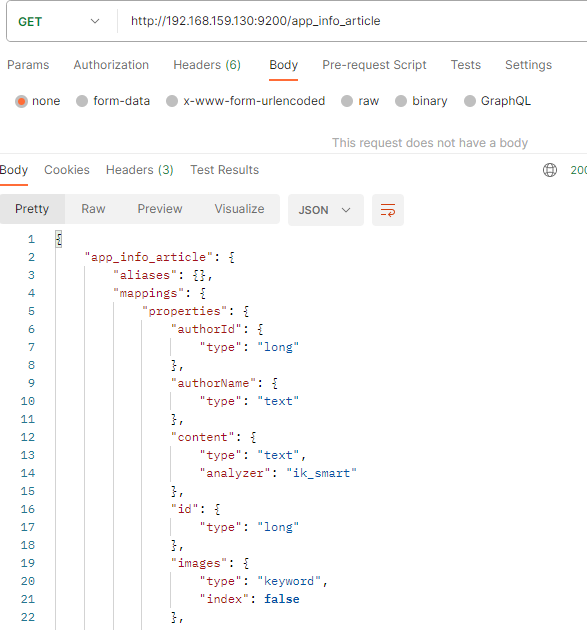 GET http://192.168.159.130:9200/app_info_article
Params Authorization Headers (6) Body Pre-request Script Tests Settings
none form-data x-www-form-urlencoded raw binary GraphQL
This request does not have a body
Body Cookies Headers (3) Test Results 200
Pretty Raw Preview Visualize JSON
1 {
2 "app_info_article": {
3 "aliases": {},
4 "mappings": {
5 "properties": {
6 "authorId": {
7 "type": "long"
8 },
9 "authorName": {
10 "type": "text"
11 },
12 "content": {
13 "type": "text",
14 "analyzer": "ik_smart"
15 },
16 "id": {
17 "type": "long"
18 },
19 "images": {
20 "type": "keyword",
21 "index": false
22 },